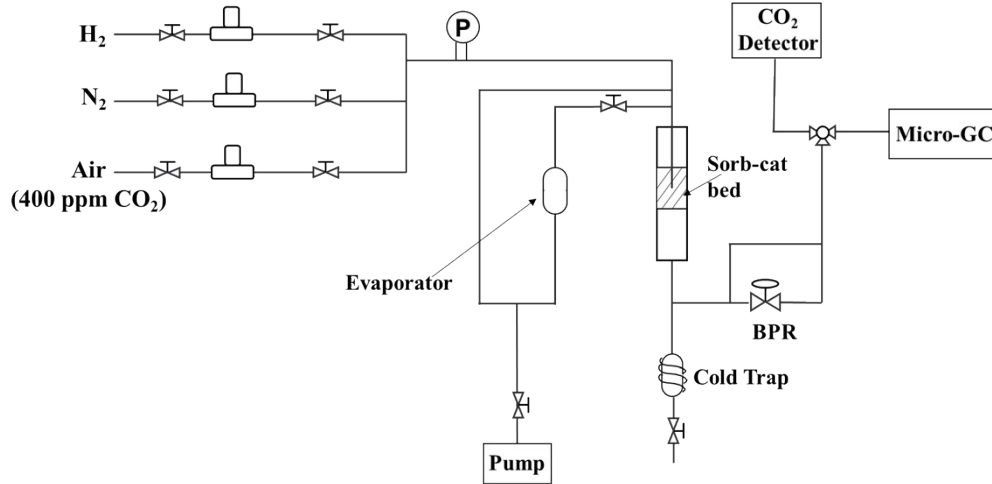 H₂
P
CO₂
Detector
N₂
Micro-GC
Air
(400 ppm CO₂)
Sorb-cat
bed
Evaporator
BPR
Cold Trap
Pump